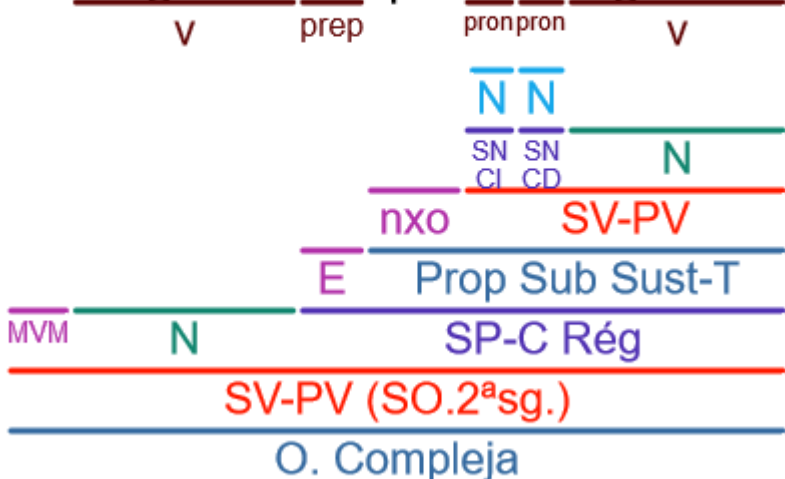 v prep pron pron v
N N
SN SN N
CI CD
nxo SV-PV
E Prop Sub Sust-T
MVM N SP-C Rég
SV-PV (SO.2ªsg.)
O. Compleja